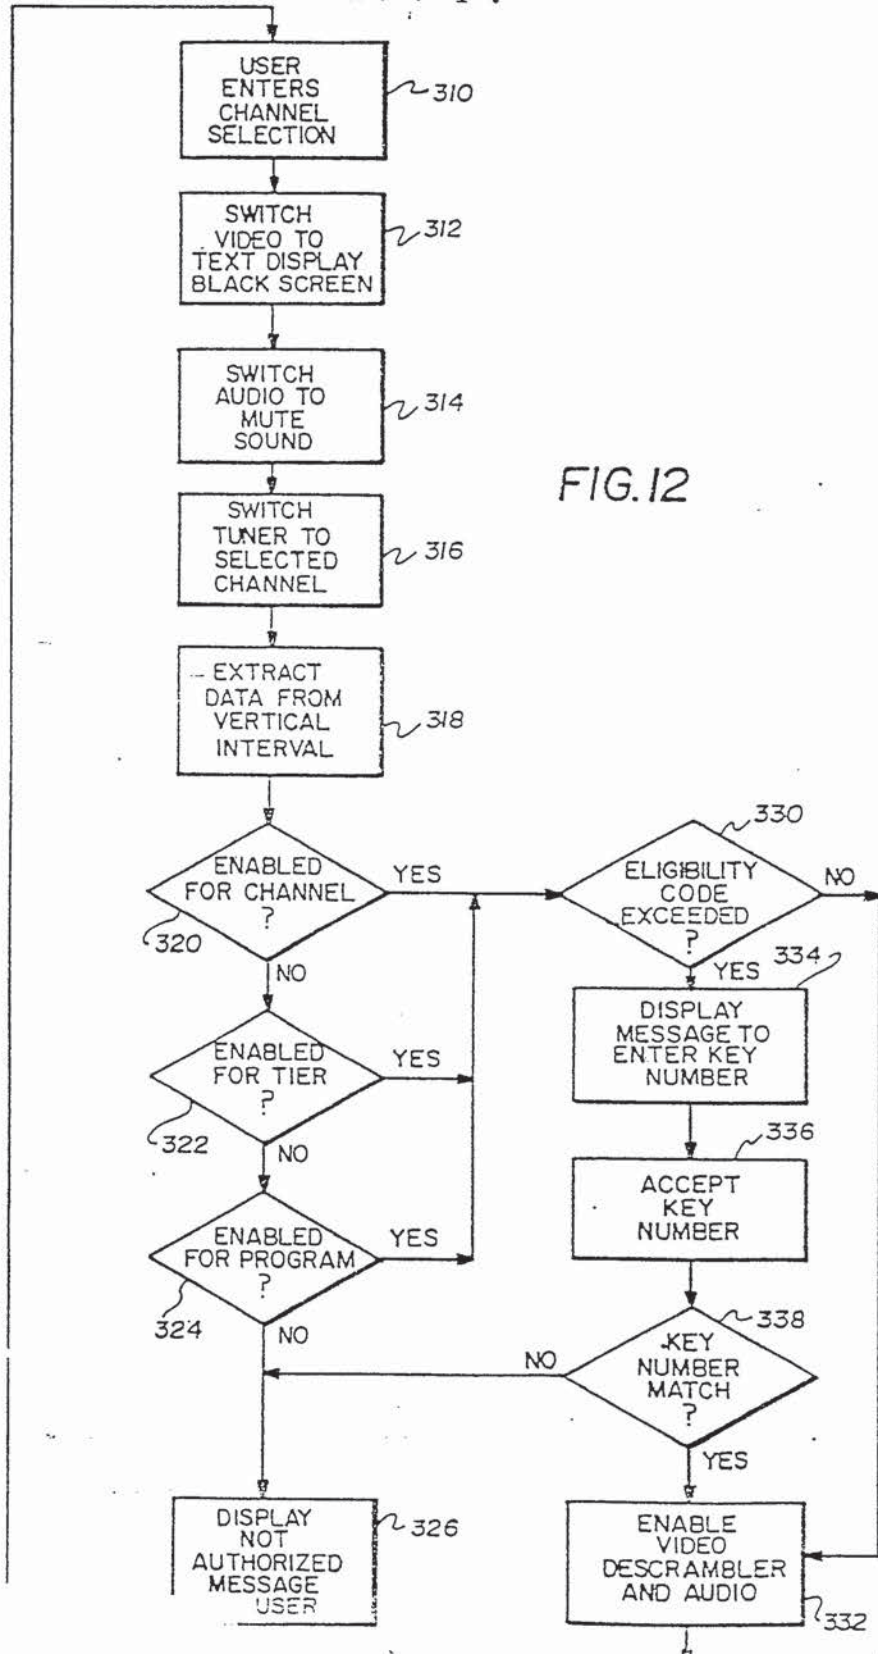 USER
ENTERS
CHANNEL
SELECTION
310
SWITCH
VIDEO TO
TEXT DISPLAY
BLACK SCREEN
312
SWITCH
AUDIO TO
MUTE
SOUND
314
FIG.12
SWITCH
TUNER TO
SELECTED
CHANNEL
316
EXTRACT
DATA FROM
VERTICAL
INTERVAL
318
ENABLED
FOR CHANNEL
?
320
YES
NO
330
ELIGIBILITY
CODE
EXCEEDED
?
NO
YES
334
DISPLAY
MESSAGE TO
ENTER KEY
NUMBER
ENABLED
FOR TIER
?
322
YES
NO
336
ACCEPT
KEY
NUMBER
ENABLED
FOR PROGRAM
?
324
YES
NO
338
KEY
NUMBER
MATCH
?
NO
YES
DISPLAY
NOT
AUTHORIZED
MESSAGE
USER
326
ENABLE
VIDEO
DESCRAMBLER
AND AUDIO
332